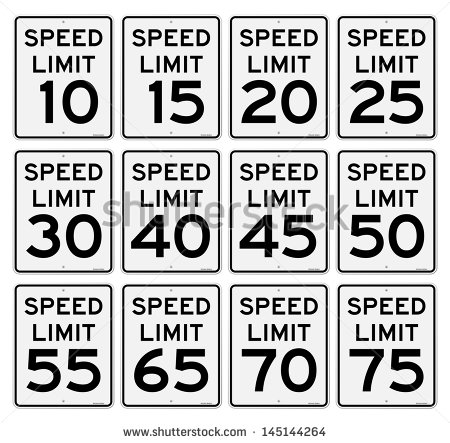 SPEED SPEED SPEED SPEED
LIMIT LIMIT LIMIT LIMIT
10 15 20 25
SPEED SPEED SPEED SPEED
LIMIT LIMIT LIMIT LIMIT
30 40 45 50
shutterstock
SPEED SPEED SPEED SPEED
LIMIT LIMIT LIMIT LIMIT
55 65 70 75
www.shutterstock.com · 145144264